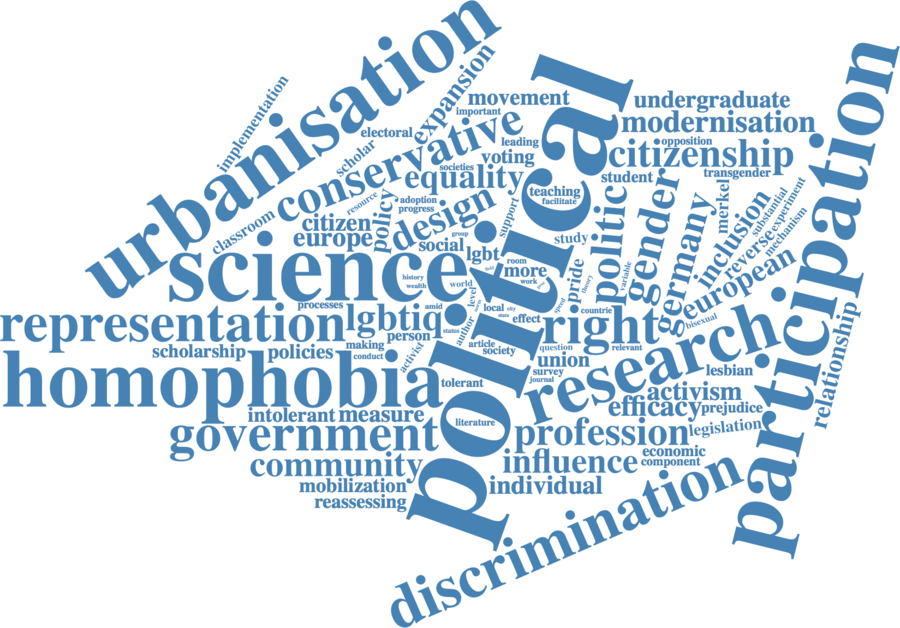 urbanisation
implementation
expansion
movement
important
undergraduate
modernisation
electoral
scholar
conservative
leading
opposition
citizenship
societies
voting
transgender
equality
student
resource
adoption
progress
teaching
facilitate
classroom
citizen
policy
design
support
political
politic
gender
merkel
inclusion
substantial
experiment
mechanism
reverse
europe
social
group
lgbt
study
germany
european
participation
science
history
wealth
world
room
more
work
field
pride
theory
variable
level
processes
amid
local
city
effect
countrie
bisexual
representation
lgbtiq
status
author
right
person
making
conduct
activist
article
society
question
relevant
scholarship
policies
union
survey
journal
research
lesbian
relationship
homophobia
tolerant
activism
efficacy
prejudice
intolerant
measure
literature
government
profession
legislation
economic
component
community
influence
mobilization
individual
reassessing
discrimination